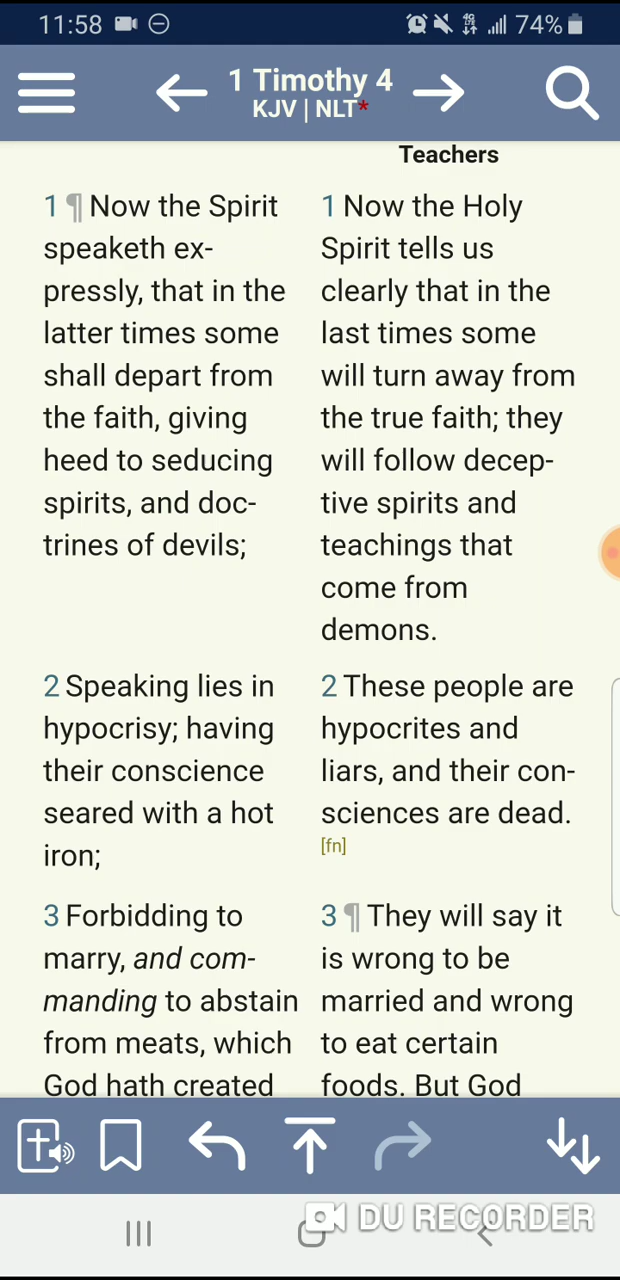 11:58
74%
1 Timothy 4
KJV | NLT*
Teachers
1 ¶ Now the Spirit
speaketh ex-
pressly, that in the
latter times some
shall depart from
the faith, giving
heed to seducing
spirits, and doc-
trines of devils;
1 Now the Holy
Spirit tells us
clearly that in the
last times some
will turn away from
the true faith; they
will follow decep-
tive spirits and
teachings that
come from
demons.
2 Speaking lies in
hypocrisy; having
their conscience
seared with a hot
iron;
2 These people are
hypocrites and
liars, and their con-
sciences are dead.
[fn]
3 Forbidding to
marry, and com-
manding to abstain
from meats, which
God hath created
3 ¶ They will say it
is wrong to be
married and wrong
to eat certain
foods. But God
DU RECORDER